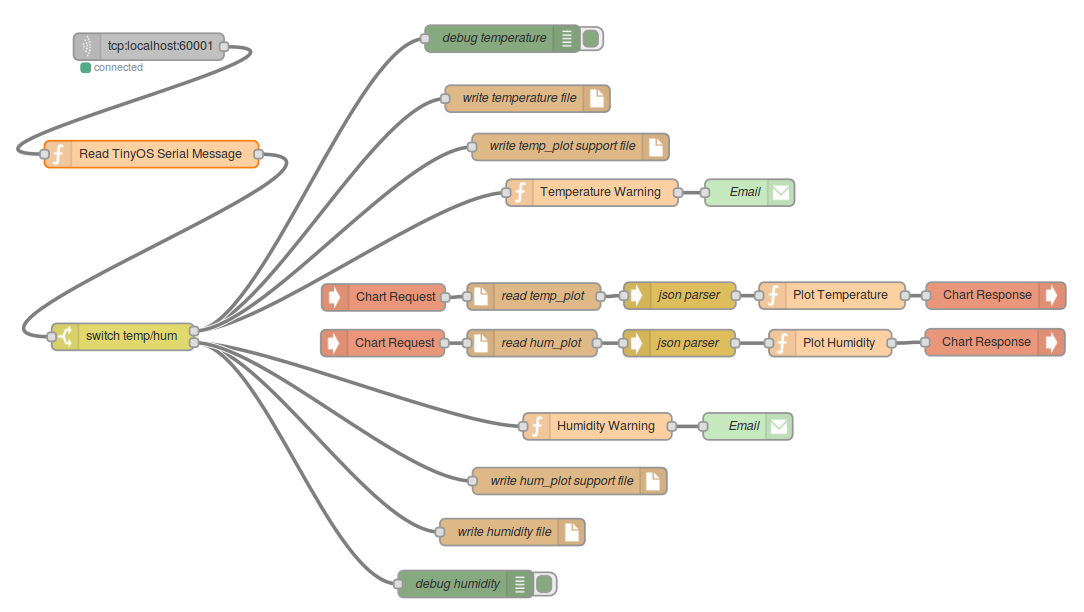 tcp:localhost:60001
connected
Read TinyOS Serial Message
switch temp/hum
debug temperature
write temperature file
write temp_plot support file
Temperature Warning
Email
Chart Request
read temp_plot
json parser
Plot Temperature
Chart Response
Chart Request
read hum_plot
json parser
Plot Humidity
Chart Response
Humidity Warning
Email
write hum_plot support file
write humidity file
debug humidity